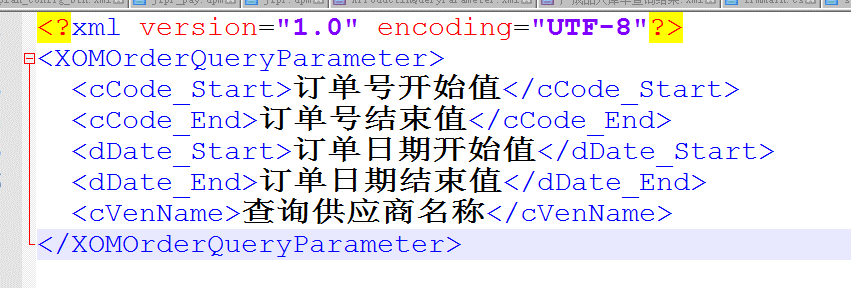 <?xml version="1.0" encoding="UTF-8"?>
<XOMOrderQueryParameter>
<cCode_Start>订单号开始值</cCode_Start>
<cCode_End>订单号结束值</cCode_End>
<dDate_Start>订单日期开始值</dDate_Start>
<dDate_End>订单日期结束值</dDate_End>
<cVenName>查询供应商名称</cVenName>
</XOMOrderQueryParameter>